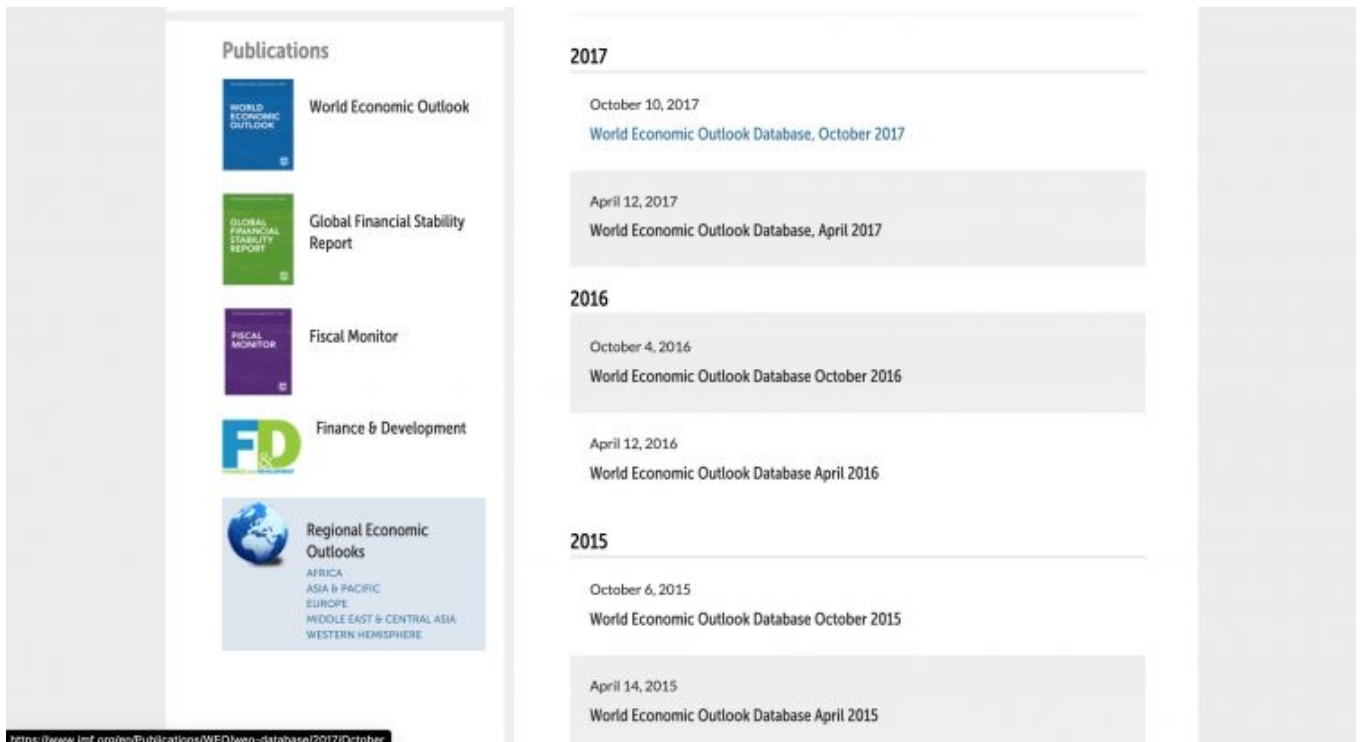 Publications
WORLD
ECONOMIC
OUTLOOK
World Economic Outlook
GLOBAL
FINANCIAL
STABILITY
REPORT
Global Financial Stability
Report
FISCAL
MONITOR
Fiscal Monitor
F&D
FINANCE and DEVELOPMENT
Finance & Development
Regional Economic
Outlooks
AFRICA
ASIA & PACIFIC
EUROPE
MIDDLE EAST & CENTRAL ASIA
WESTERN HEMISPHERE
2017
October 10, 2017
World Economic Outlook Database, October 2017
April 12, 2017
World Economic Outlook Database, April 2017
2016
October 4, 2016
World Economic Outlook Database October 2016
April 12, 2016
World Economic Outlook Database April 2016
2015
October 6, 2015
World Economic Outlook Database October 2015
April 14, 2015
World Economic Outlook Database April 2015
https://www.imf.org/en/Publications/WEO/weo-database/2017/October